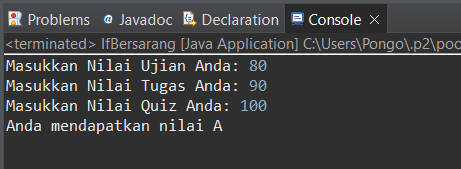 Problems @ Javadoc Declaration Console
<terminated> IfBersarang [Java Application] C:\Users\Pongo\.p2\poo
Masukkan Nilai Ujian Anda: 80
Masukkan Nilai Tugas Anda: 90
Masukkan Nilai Quiz Anda: 100
Anda mendapatkan nilai A